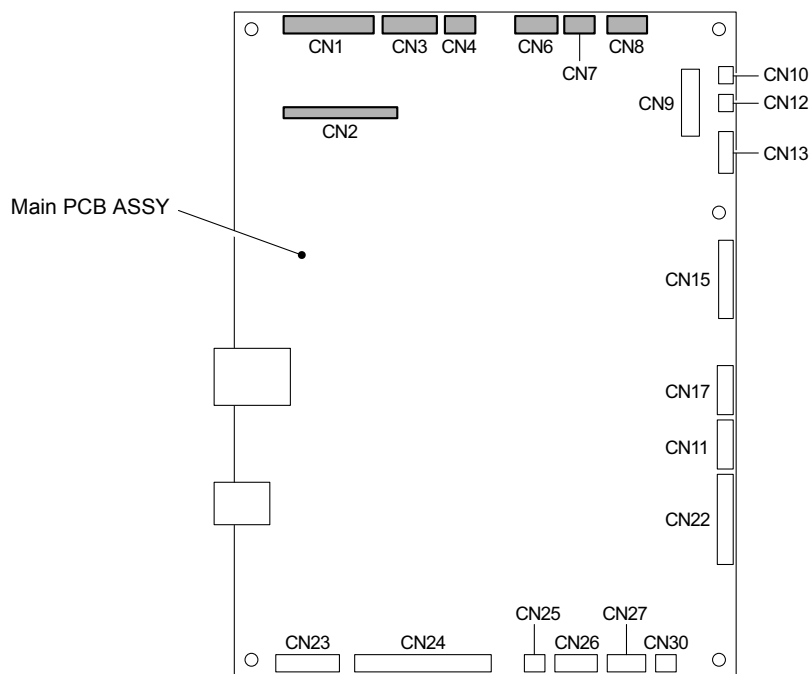 CN1 CN3 CN4 CN6 CN8
CN7
CN10
CN9
CN12
CN2
CN13
Main PCB ASSY
CN15
CN17
CN11
CN22
CN25 CN27
CN23 CN24 CN26 CN30